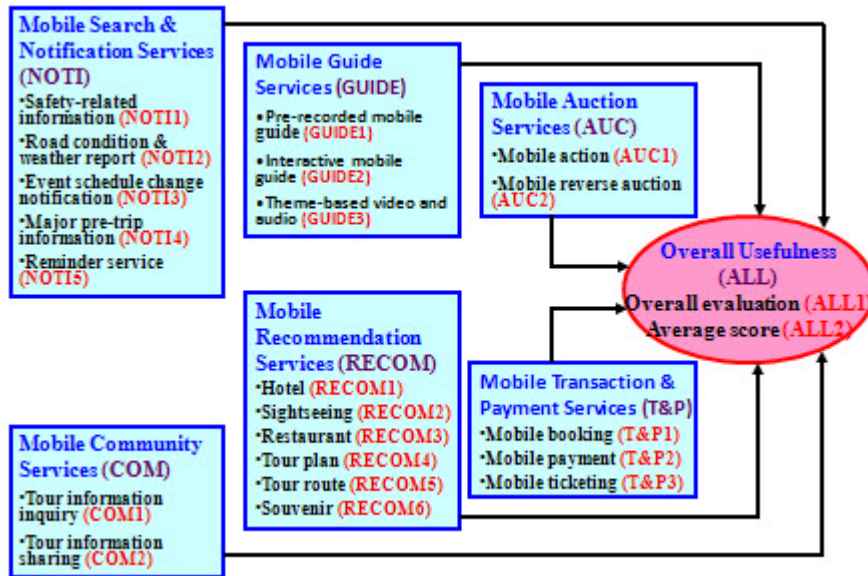 Mobile Search &
Notification Services
(NOTI)
•Safety-related
information (NOTI1)
•Road condition &
weather report (NOTI2)
•Event schedule change
notification (NOTI3)
•Major pre-trip
information (NOTI4)
•Reminder service
(NOTI5)
Mobile Guide
Services (GUIDE)
•Pre-recorded mobile
guide (GUIDE1)
•Interactive mobile
guide (GUIDE2)
•Theme-based video and
audio (GUIDE3)
Mobile Auction
Services (AUC)
•Mobile action (AUC1)
•Mobile reverse auction
(AUC2)
Overall Usefulness
(ALL)
Overall evaluation (ALL1)
Average score (ALL2)
Mobile
Recommendation
Services (RECOM)
•Hotel (RECOM1)
•Sightseeing (RECOM2)
•Restaurant (RECOM3)
•Tour plan (RECOM4)
•Tour route (RECOM5)
•Souvenir (RECOM6)
Mobile Transaction &
Payment Services (T&P)
•Mobile booking (T&P1)
•Mobile payment (T&P2)
•Mobile ticketing (T&P3)
Mobile Community
Services (COM)
•Tour information
inquiry (COM1)
•Tour information
sharing (COM2)